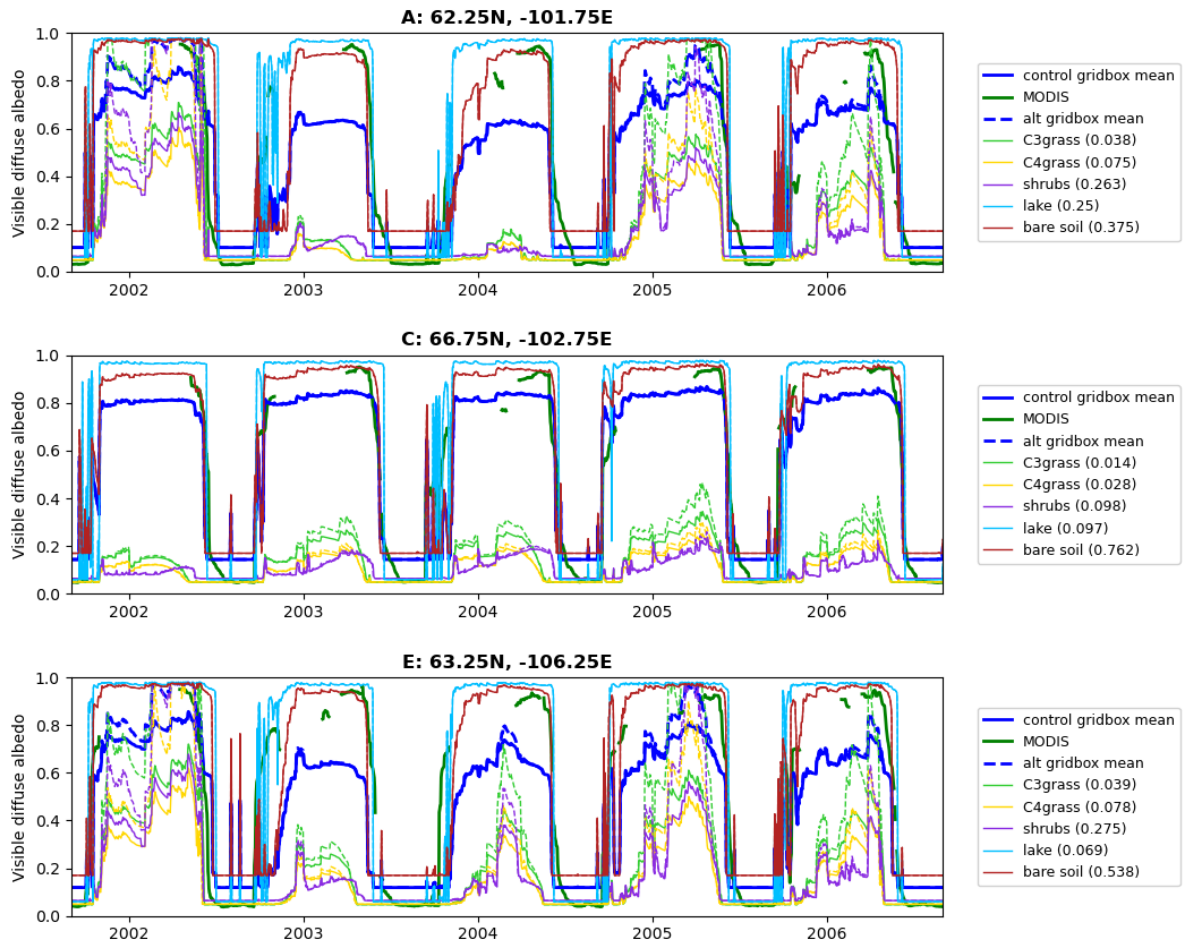 A: 62.25N, -101.75E
Visible diffuse albedo
1.0
0.8
0.6
0.4
0.2
0.0
2002 2003 2004 2005 2006
control gridbox mean
MODIS
alt gridbox mean
C3grass (0.038)
C4grass (0.075)
shrubs (0.263)
lake (0.25)
bare soil (0.375)
C: 66.75N, -102.75E
Visible diffuse albedo
1.0
0.8
0.6
0.4
0.2
0.0
2002 2003 2004 2005 2006
control gridbox mean
MODIS
alt gridbox mean
C3grass (0.014)
C4grass (0.028)
shrubs (0.098)
lake (0.097)
bare soil (0.762)
E: 63.25N, -106.25E
Visible diffuse albedo
1.0
0.8
0.6
0.4
0.2
0.0
2002 2003 2004 2005 2006
control gridbox mean
MODIS
alt gridbox mean
C3grass (0.039)
C4grass (0.078)
shrubs (0.275)
lake (0.069)
bare soil (0.538)